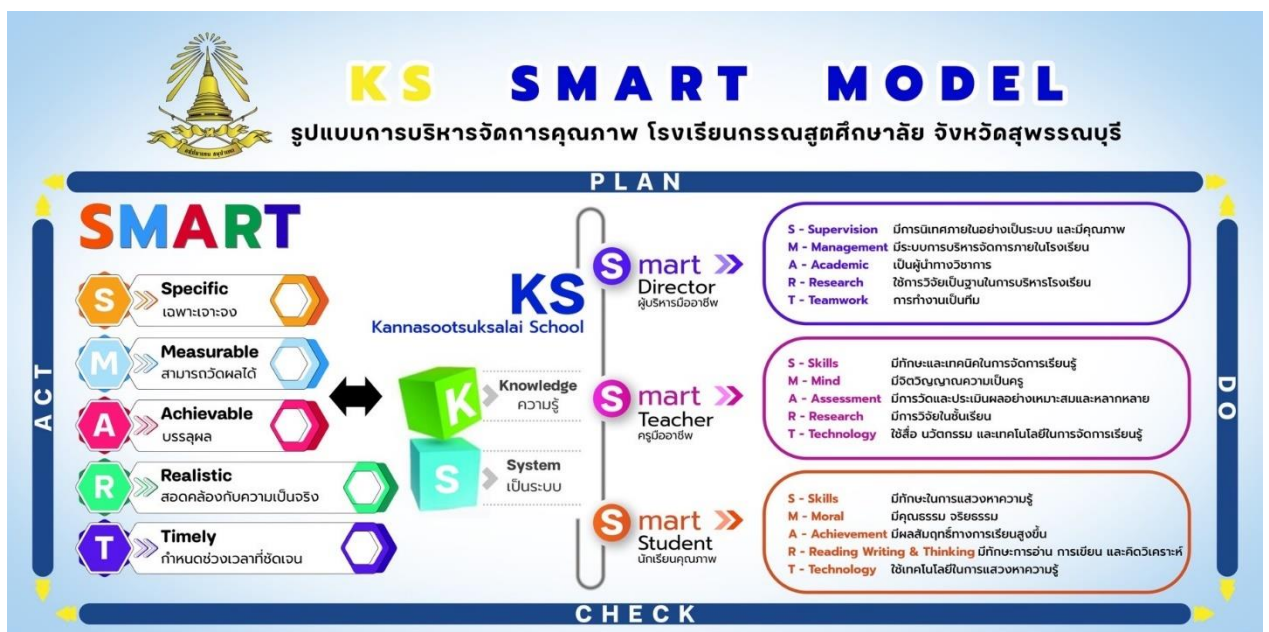 KS SMART MODEL
รูปแบบการบริหารจัดการคุณภาพ โรงเรียนกรรณสูตศึกษาลัย จังหวัดสุพรรณบุรี
PLAN
SMART
S Specific
เฉพาะเจาะจง
M Measurable
สามารถวัดผลได้
A Achievable
บรรลุผล
R Realistic
สอดคล้องกับความเป็นจริง
T Timely
กำหนดช่วงเวลาที่ชัดเจน
KS
Kannasootsuksalai School
K Knowledge
ความรู้
S System
เป็นระบบ
Smart
Director
ผู้บริหารมืออาชีพ
S - Supervision มีการนิเทศภายในอย่างเป็นระบบ และมีคุณภาพ
M - Management มีระบบการบริหารจัดการภายในโรงเรียน
A - Academic เป็นผู้นำทางวิชาการ
R - Research ใช้การวิจัยเป็นฐานในการบริหารโรงเรียน
T - Teamwork การทำงานเป็นทีม
Smart
Teacher
ครูมืออาชีพ
S - Skills มีทักษะและเทคนิคในการจัดการเรียนรู้
M - Mind มีจิตวิญญาณความเป็นครู
A - Assessment มีการวัดและประเมินผลอย่างเหมาะสมและหลากหลาย
R - Research มีการวิจัยในชั้นเรียน
T - Technology ใช้สื่อ นวัตกรรม และเทคโนโลยีในการจัดการเรียนรู้
Smart
Student
นักเรียนคุณภาพ
S - Skills มีทักษะในการแสวงหาความรู้
M - Moral มีคุณธรรม จริยธรรม
A - Achievement มีผลสัมฤทธิ์ทางการเรียนสูงขึ้น
R - Reading Writing & Thinking มีทักษะการอ่าน การเขียน และคิดวิเคราะห์
T - Technology ใช้เทคโนโลยีในการแสวงหาความรู้
ACT
DO
CHECK